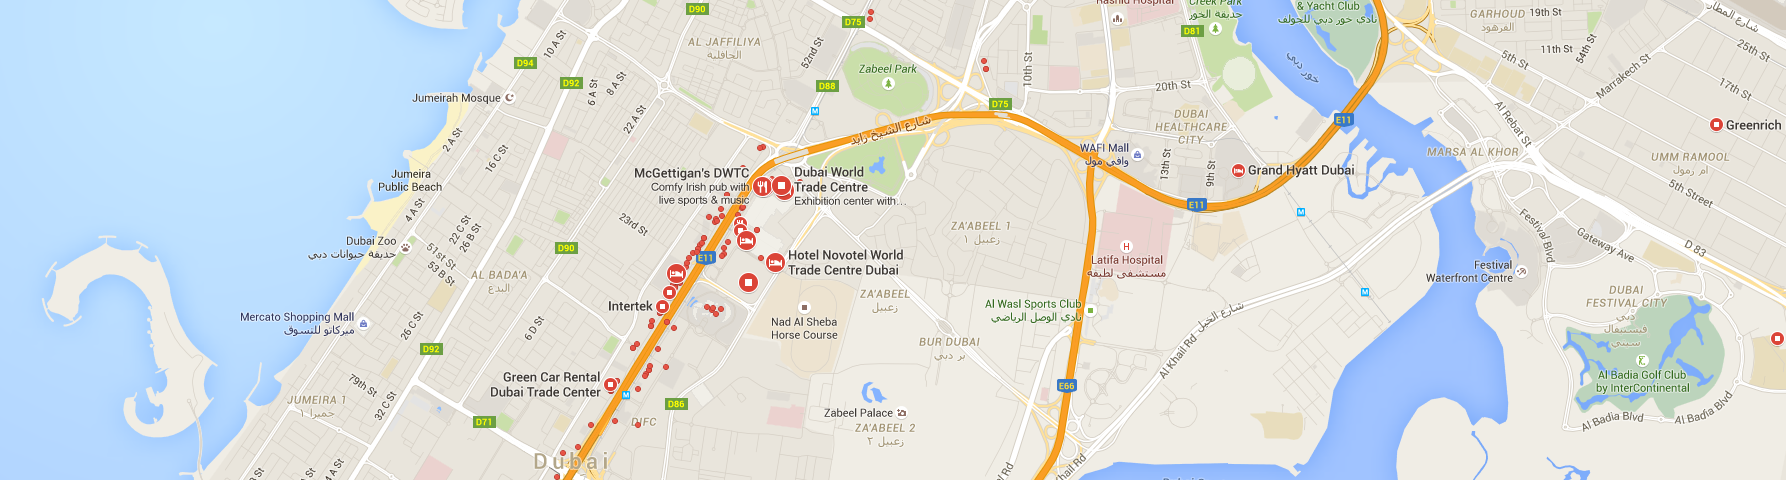 D90
D75
Rashid Hospital
Creek Park
حديقة الخور
& Yacht Club
نادي خور دبي للجولف
GARHOUD
القرهود
19th St
شارع المطار
10 A St
AL JAFFILIYA
الجافلية
52nd St
D81
11th St
54th St
25th St
D94
D92
6 A St
8 A St
Zabeel Park
D88
10th St
20th St
خور دبي
Marrakech St
17th St
Jumeirah Mosque
22 A St
2 A St
D75
شارع الشيخ زايد
DUBAI
HEALTHCARE
CITY
E11
Al Rebat St
Greenrich
16 C St
WAFI Mall
وافي مول
13th St
9th St
MARSA AL KHOR
UMM RAMOOL
ام رمول
Jumeira
Public Beach
McGettigan's DWTC
Comfy Irish pub with
live sports & music
Dubai World
Trade Centre
Exhibition center with...
Grand Hyatt Dubai
E11
4 A St
22 C St
26 B St
23rd St
ZA'ABEEL 1
زعبيل ١
Festival Blvd
Gateway Ave
D 83
Dubai Zoo
حديقة حيوانات دبي
51st St
53 B St
D90
E11
Hotel Novotel World
Trade Centre Dubai
Latifa Hospital
مستشفى لطيفة
Festival
Waterfront Centre
AL BADA'A
البدع
Intertek
ZA'ABEEL
زعبيل
Al Wasl Sports Club
نادي الوصل الرياضي
شارع الخيل
Al Khail Rd
DUBAI
FESTIVAL CITY
دبي
فيستيفال
سيتي
Mercato Shopping Mall
ميركاتو للتسوق
26 C St
6 D St
Nad Al Sheba
Horse Course
BUR DUBAI
بر دبي
D92
Green Car Rental
Dubai Trade Center
79th St
E66
Al Badia Golf Club
by InterContinental
JUMEIRA 1
جميرا ١
32 C St
D71
D86
DIFC
Zabeel Palace
ZA'ABEEL 2
زعبيل ٢
Al Badia Blvd
Al Badia Blvd
Dubai